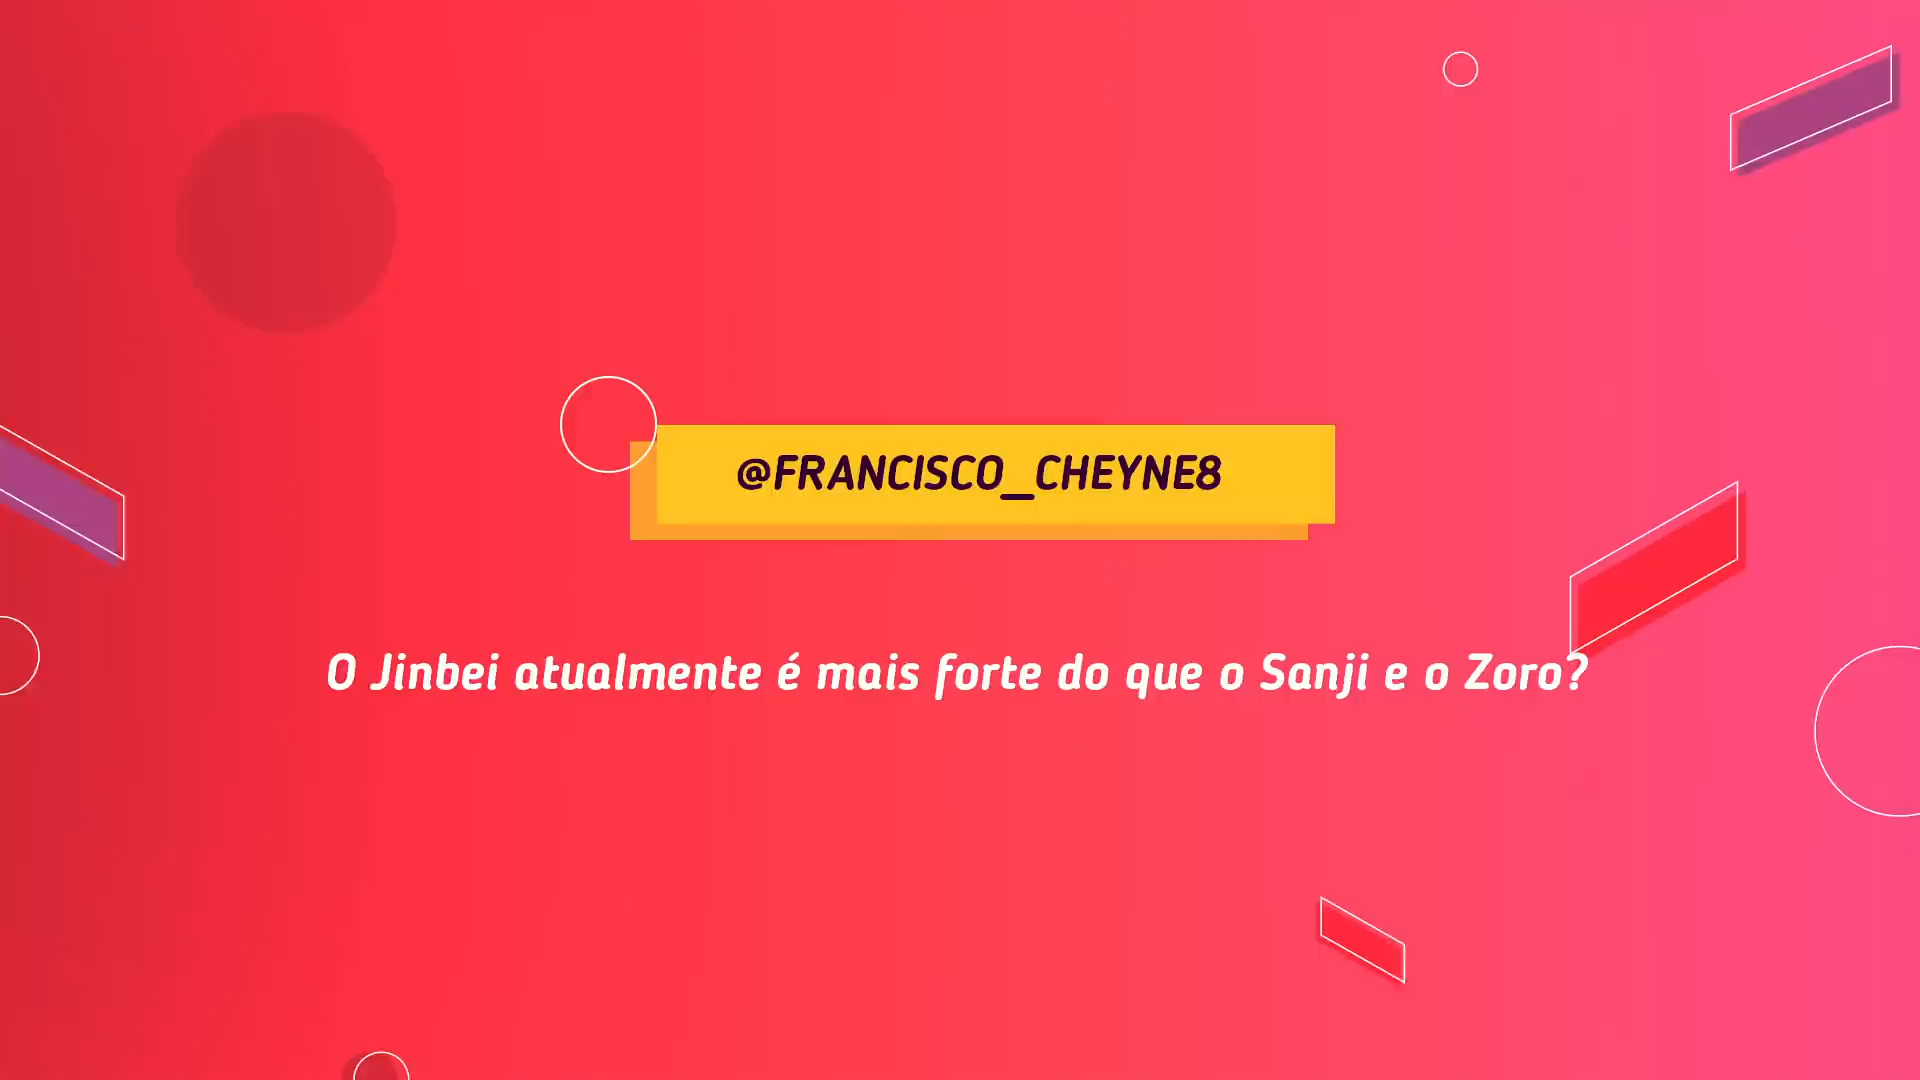 @FRANCISCO_CHEYNE8
O Jinbei atualmente é mais forte do que o Sanji e o Zoro?